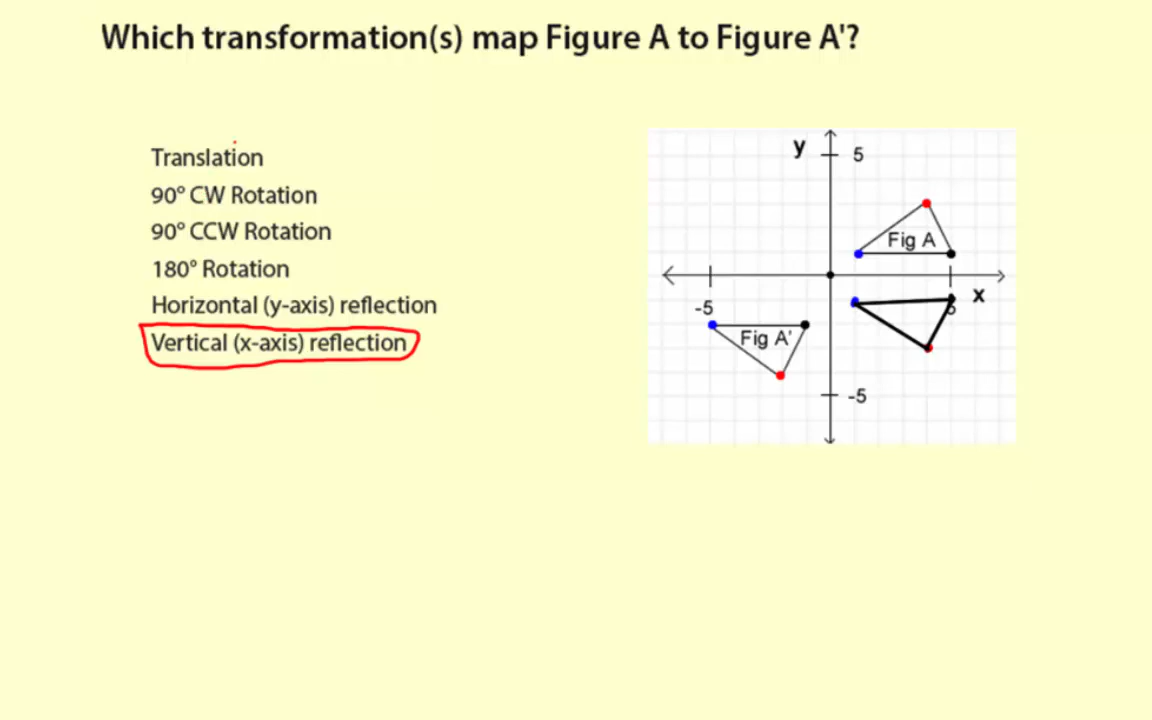 Which transformation(s) map Figure A to Figure A'?
Translation
90° CW Rotation
90° CCW Rotation
180° Rotation
Horizontal (y-axis) reflection
Vertical (x-axis) reflection
y
5
Fig A
x
-5
Fig A'
-5